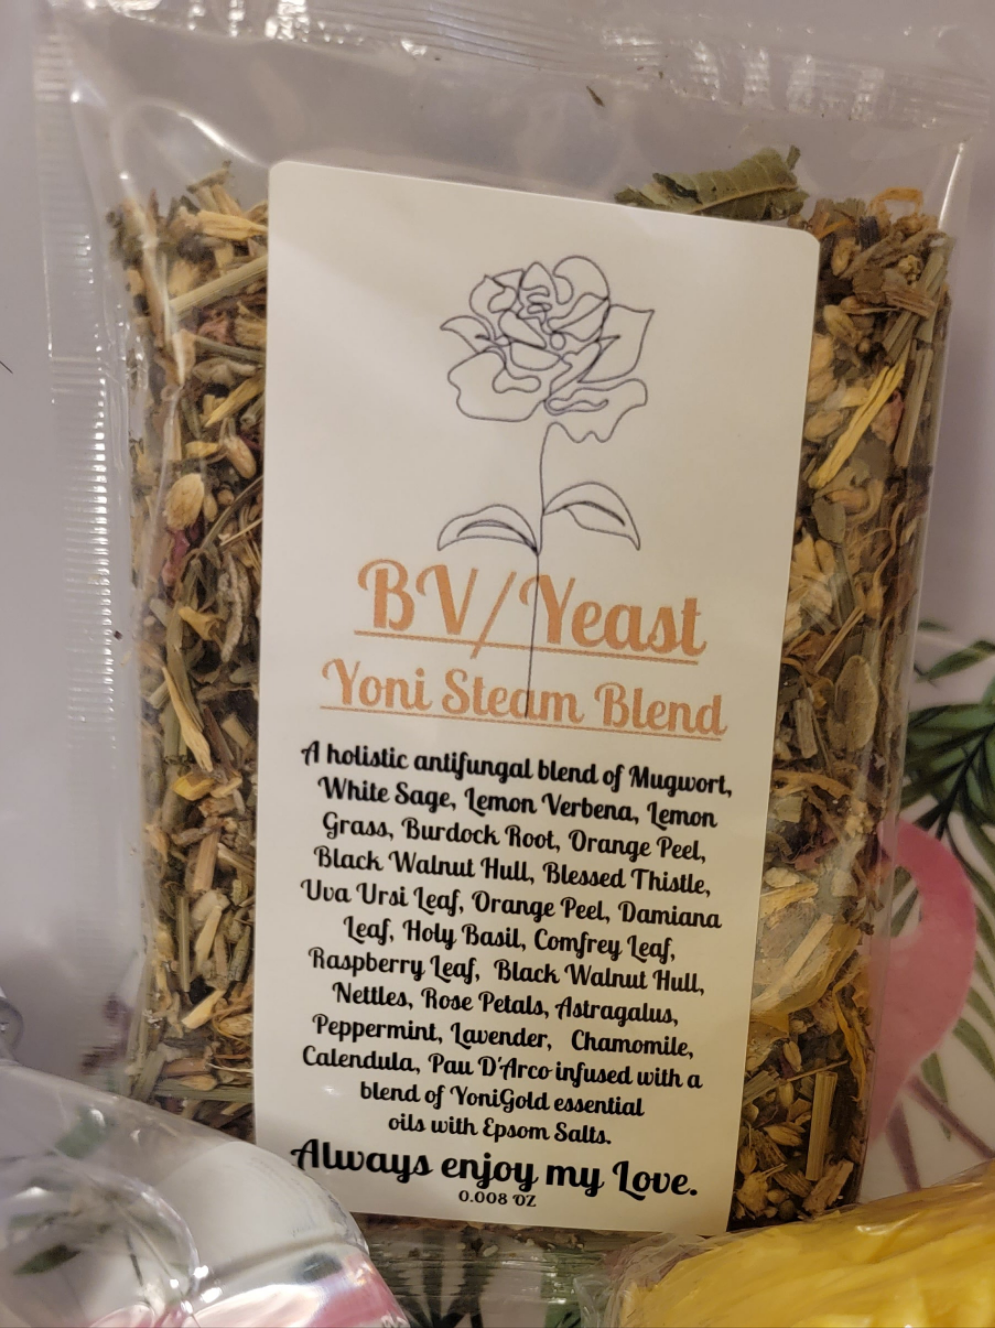 BV/Yeast
Yoni Steam Blend
A holistic antifungal blend of Mugwort,
White Sage, Lemon Verbena, Lemon
Grass, Burdock Root, Orange Peel,
Black Walnut Hull, Blessed Thistle,
Uva Ursi Leaf, Orange Peel, Damiana
Leaf, Holy Basil, Comfrey Leaf,
Raspberry Leaf, Black Walnut Hull,
Nettles, Rose Petals, Astragalus,
Peppermint, Lavender, Chamomile,
Calendula, Pau D'Arco infused with a
blend of YoniGold essential
oils with Epsom Salts.
Always enjoy my Love.
0.008 OZ